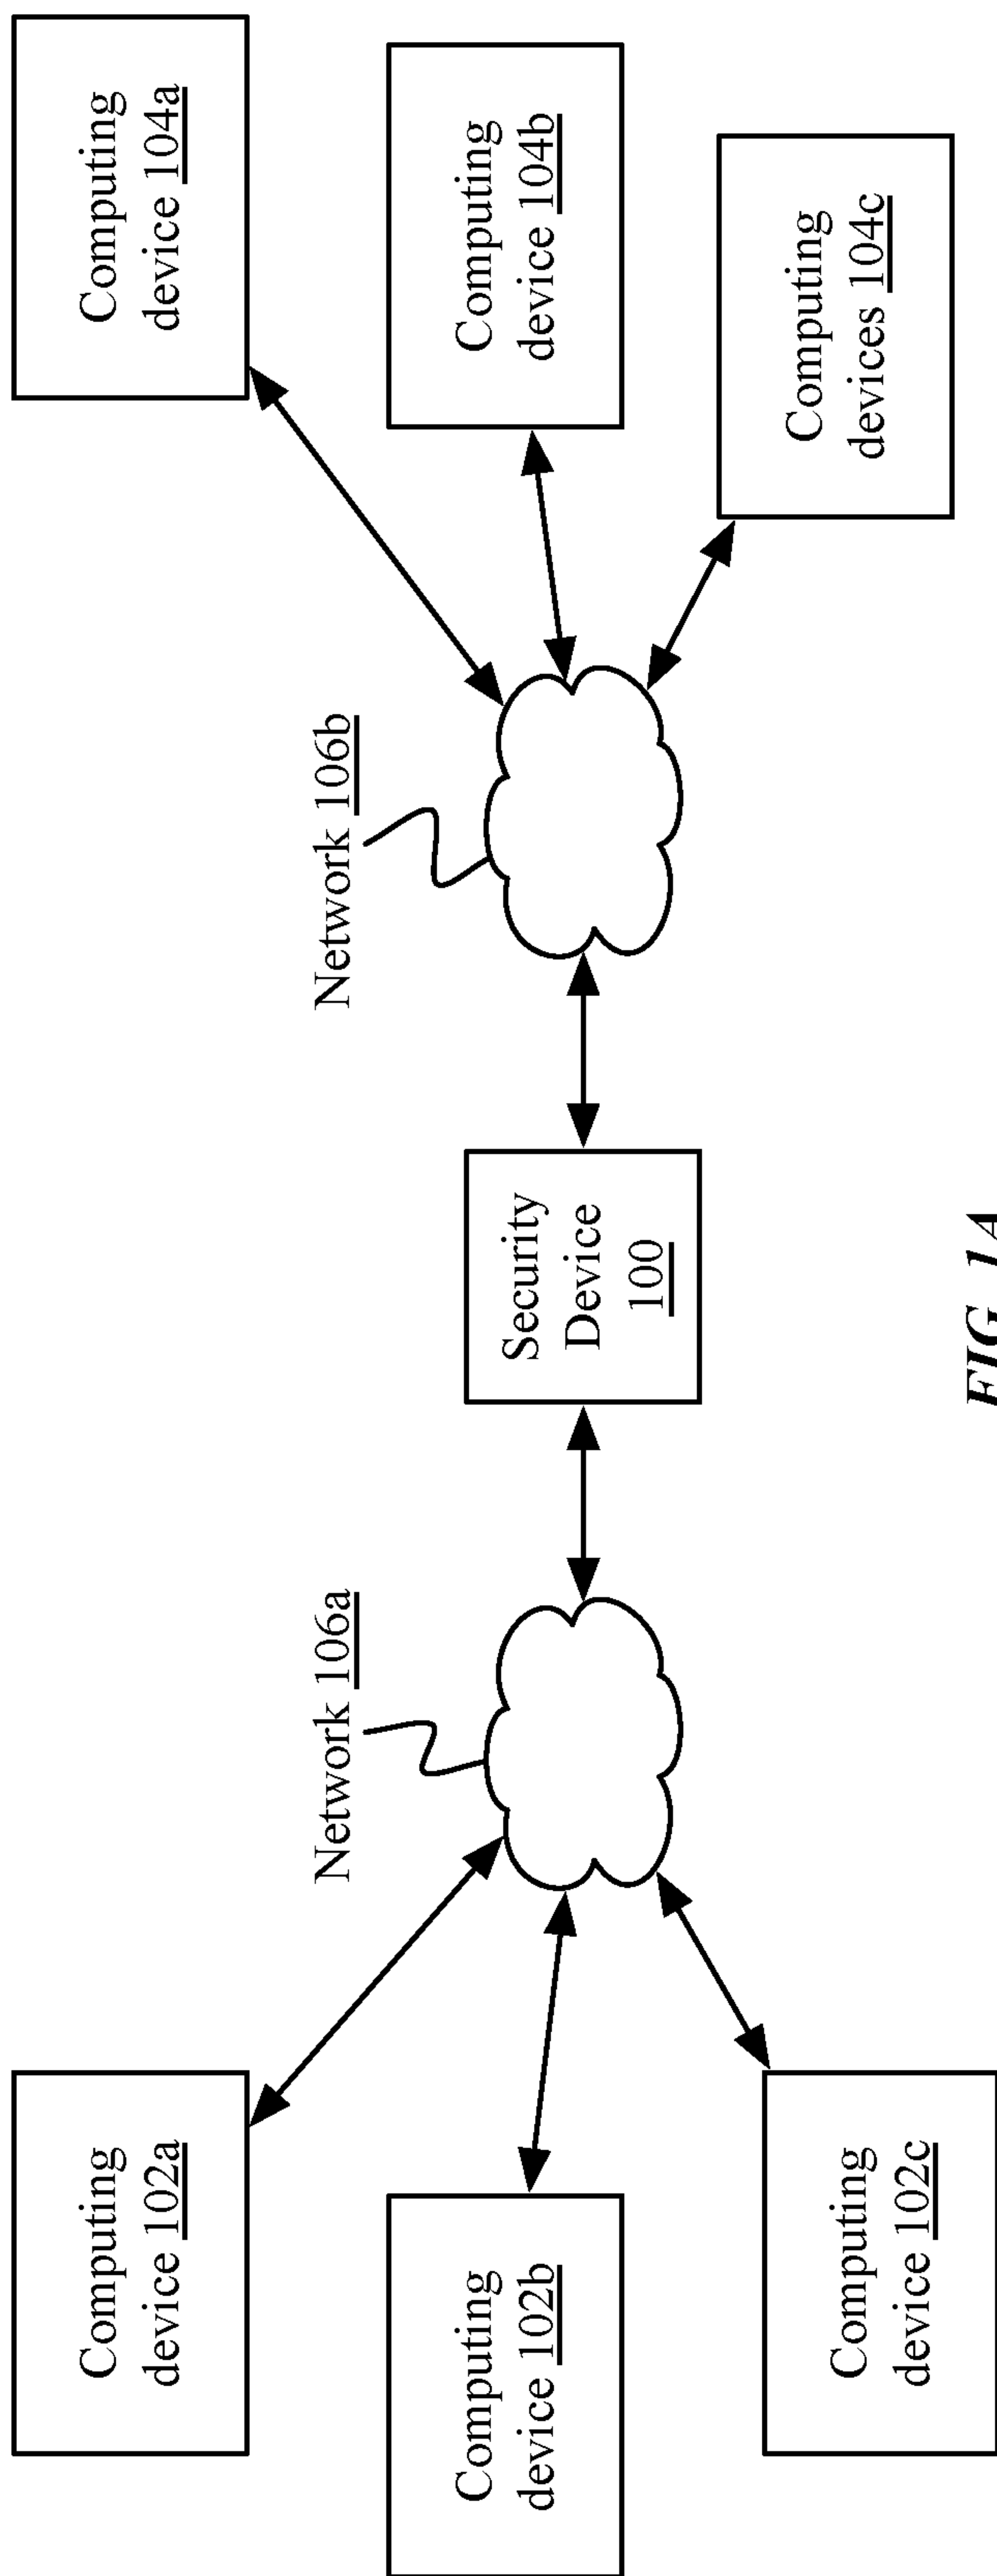 Computing
device 102a
Computing
device 102b
Computing
device 102c
Network 106a
Security
Device
100
Network 106b
Computing
device 104a
Computing
device 104b
Computing
devices 104c
FIG. 1A